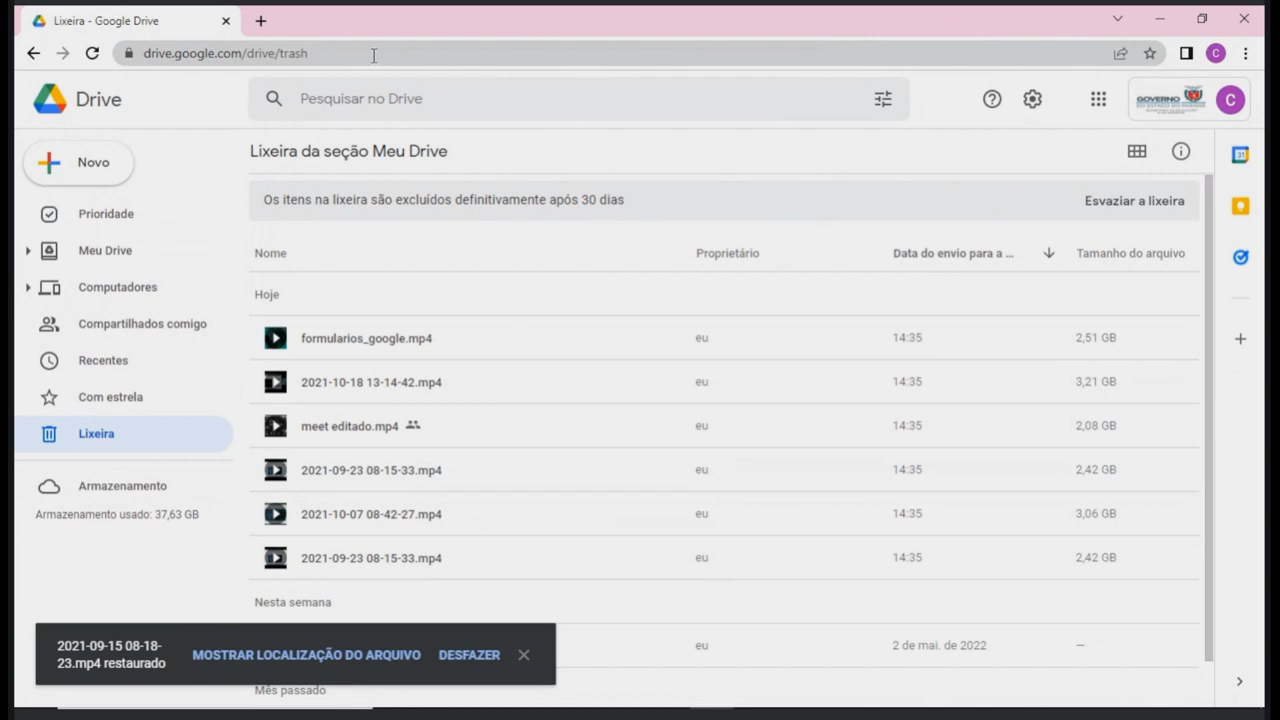 Lixeira - Google Drive
drive.google.com/drive/trash
C
Drive
Pesquisar no Drive
GOVERNO
C
Novo
Lixeira da seção Meu Drive
31
Os itens na lixeira são excluídos definitivamente após 30 dias
Esvaziar a lixeira
Prioridade
Meu Drive
Computadores
Compartilhados comigo
Recentes
Com estrela
Lixeira
Armazenamento
Armazenamento usado: 37,63 GB
Nome Proprietário Data do envio para a ... Tamanho do arquivo
Hoje
formularios_google.mp4 eu 14:35 2,51 GB
2021-10-18 13-14-42.mp4 eu 14:35 3,21 GB
meet editado.mp4 eu 14:35 2,08 GB
2021-09-23 08-15-33.mp4 eu 14:35 2,42 GB
2021-10-07 08-42-27.mp4 eu 14:35 3,06 GB
2021-09-23 08-15-33.mp4 eu 14:35 2,42 GB
Nesta semana
eu 2 de mai. de 2022 —
Mês passado
2021-09-15 08-18-
23.mp4 restaurado
MOSTRAR LOCALIZAÇÃO DO ARQUIVO DESFAZER